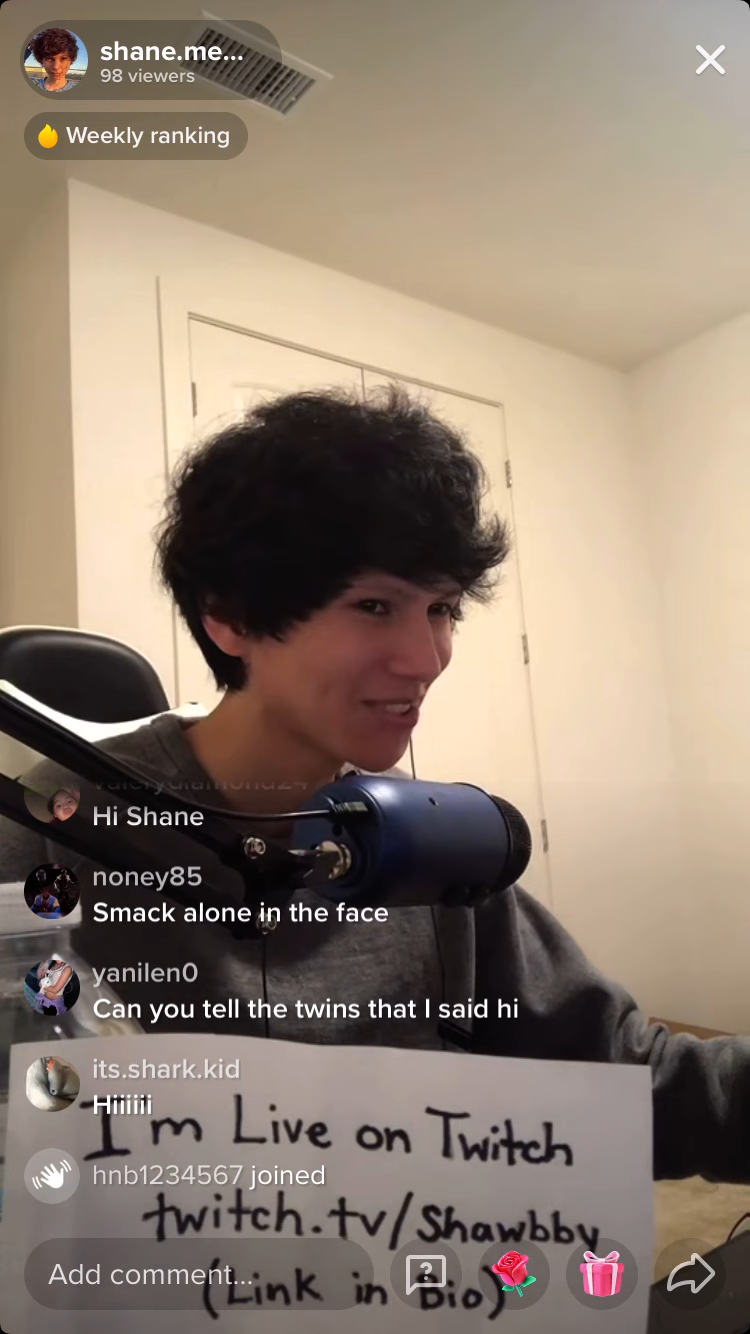 shane.me...
98 viewers
Weekly ranking
Hi Shane
noney85
Smack alone in the face
yanilen0
Can you tell the twins that I said hi
its.shark.kid
Hiiiiii
I'm Live on Twitch
hnb1234567 joined
twitch.tv/Shawbby
Add comment...
(Link in Bio)